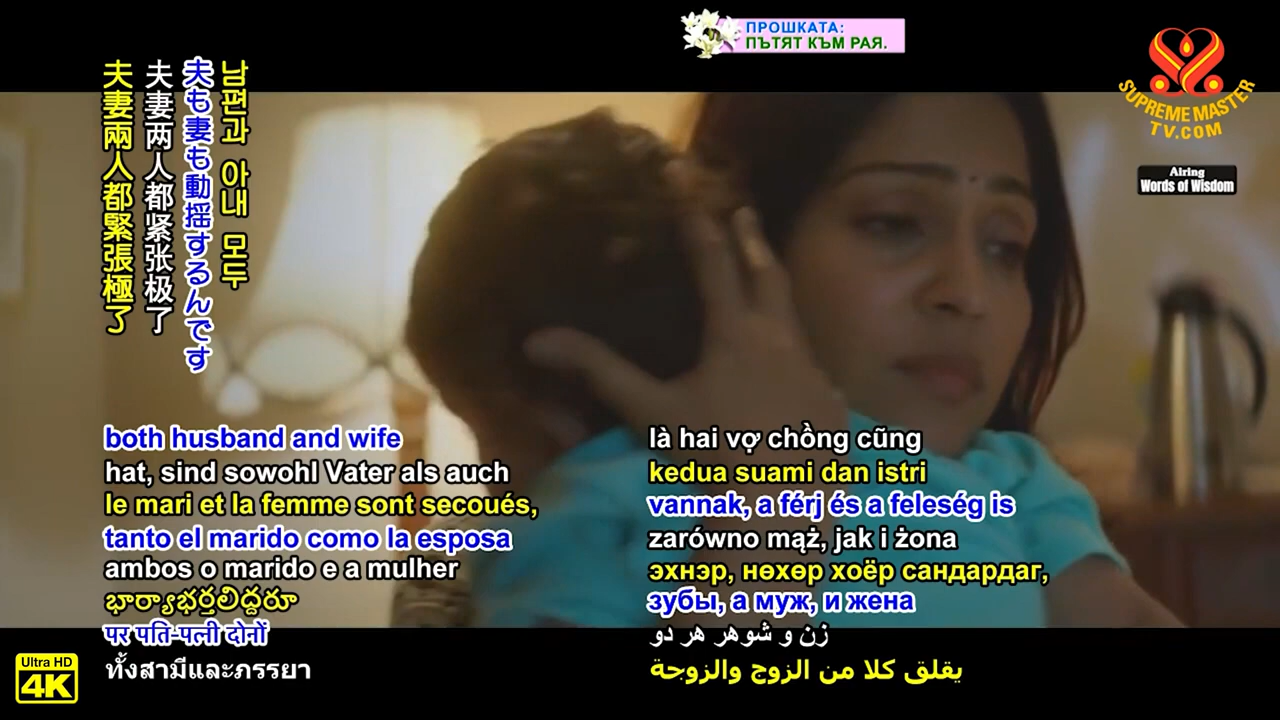 ПРОШКАТА:
ПЪТЯТ КЪМ РАЯ.
SUPREME MASTER
TV.COM
Airing
Words of Wisdom
남편과 아내 모두
夫も妻も動揺するんです
夫妻两人都紧张极了
夫妻兩人都緊張極了
both husband and wife
hat, sind sowohl Vater als auch
le mari et la femme sont secoués,
tanto el marido como la esposa
ambos o marido e a mulher
భార్యాభర్తలిద్దరూ
पर पति-पत्नी दोनों
ทั้งสามีและภรรยา
là hai vợ chồng cũng
kedua suami dan istri
vannak, a férj és a feleség is
zarówno mąż, jak i żona
эхнэр, нөхөр хоёр сандардаг,
зубы, а муж, и жена
زن و شوهر هر دو
يقلق كلا من الزوج والزوجة
Ultra HD
4K